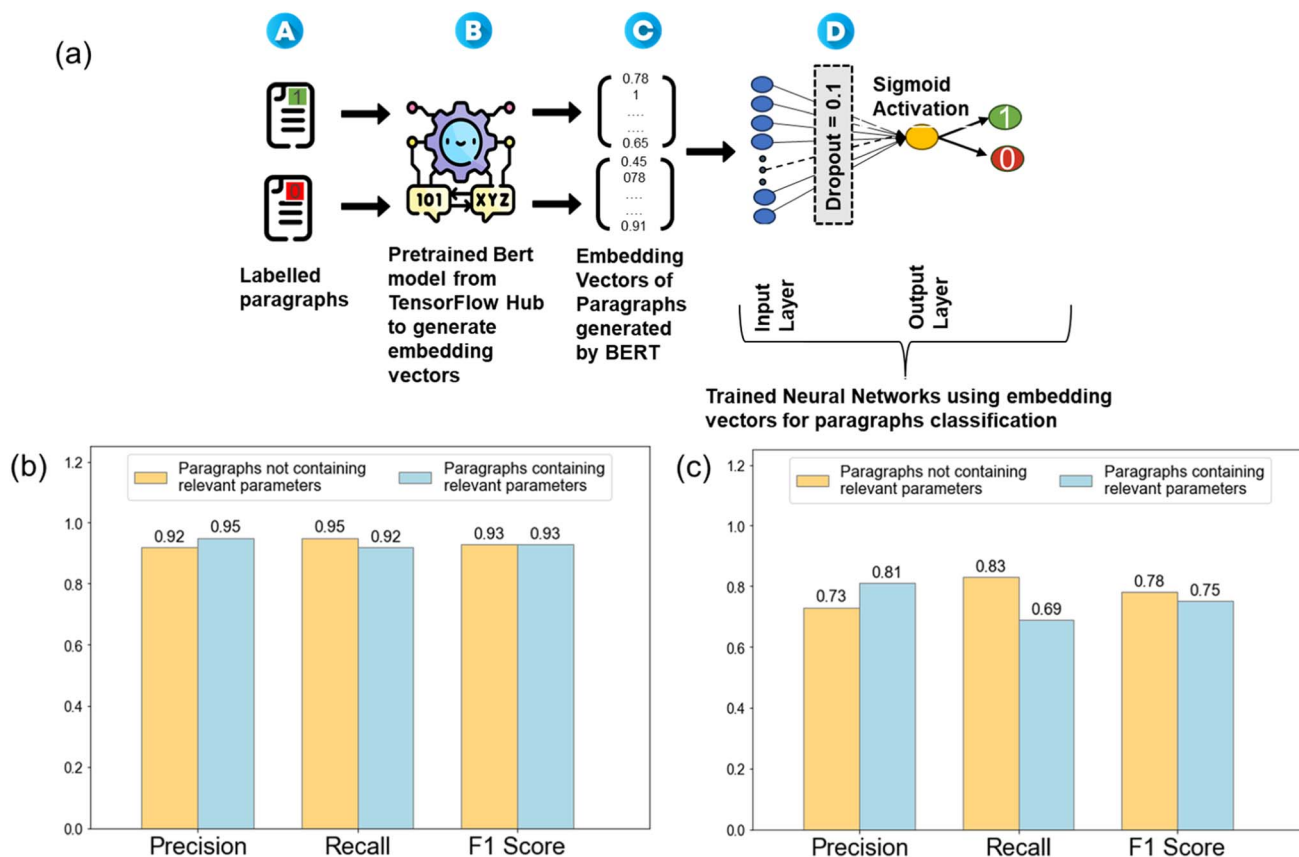 (a)
A
B
C
D
1
0
101
XYZ
0.78
1
....
....
0.65
0.45
078
....
....
0.91
Dropout = 0.1
Sigmoid
Activation
1
0
Labelled
paragraphs
Pretrained Bert
model from
TensorFlow Hub
to generate
embedding
vectors
Embedding
Vectors of
Paragraphs
generated
by BERT
Input
Layer
Output
Layer
Trained Neural Networks using embedding
vectors for paragraphs classification
(b)
Paragraphs not containing
relevant parameters
Paragraphs containing
relevant parameters
1.2
1.0
0.8
0.6
0.4
0.2
0.0
0.92
0.95
0.95
0.92
0.93
0.93
Precision
Recall
F1 Score
(c)
Paragraphs not containing
relevant parameters
Paragraphs containing
relevant parameters
1.2
1.0
0.8
0.6
0.4
0.2
0.0
0.73
0.81
0.83
0.69
0.78
0.75
Precision
Recall
F1 Score